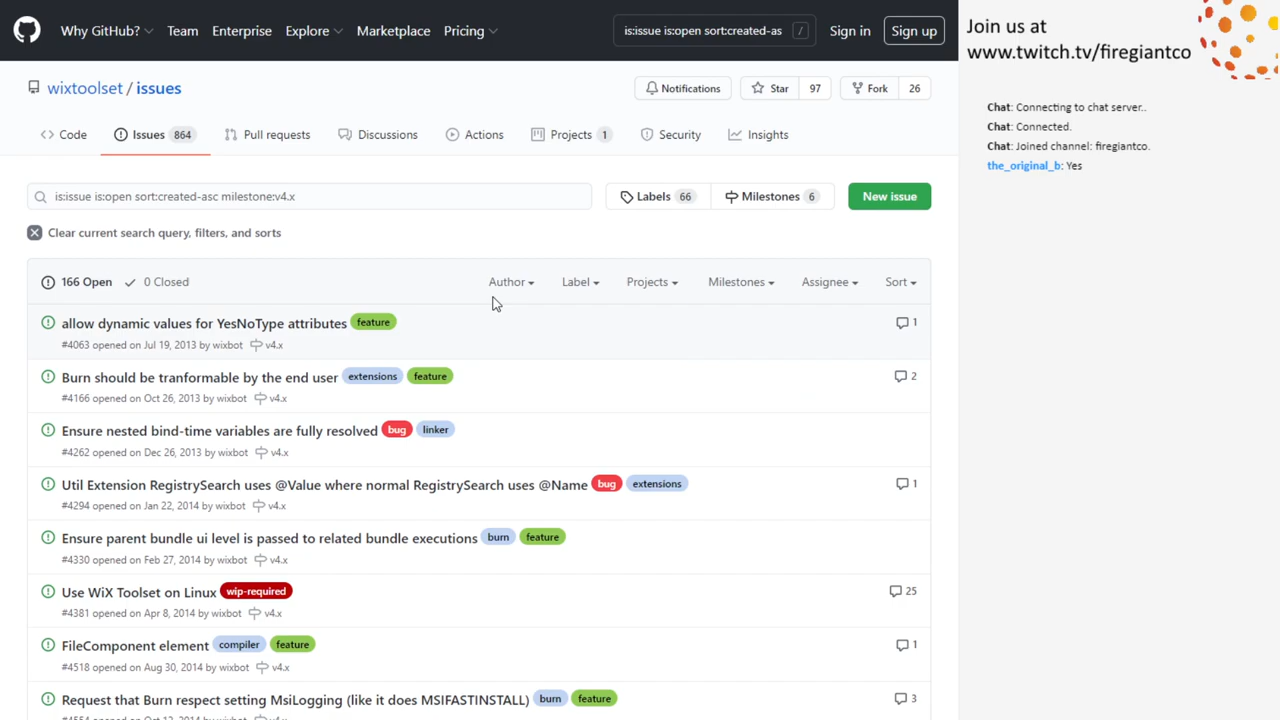 Why GitHub? Team Enterprise Explore Marketplace Pricing is:issue is:open sort:created-as / Sign in Sign up
Join us at
www.twitch.tv/firegiantco
wixtoolset / issues Notifications Star 97 Fork 26
Code Issues 864 Pull requests Discussions Actions Projects 1 Security Insights
Chat: Connecting to chat server..
Chat: Connected.
Chat: Joined channel: firegiantco.
the_original_b: Yes
is:issue is:open sort:created-asc milestone:v4.x Labels 66 Milestones 6 New issue
Clear current search query, filters, and sorts
166 Open 0 Closed Author Label Projects Milestones Assignee Sort
allow dynamic values for YesNoType attributes feature 1
#4063 opened on Jul 19, 2013 by wixbot v4.x
Burn should be tranformable by the end user extensions feature 2
#4166 opened on Oct 26, 2013 by wixbot v4.x
Ensure nested bind-time variables are fully resolved bug linker
#4262 opened on Dec 26, 2013 by wixbot v4.x
Util Extension RegistrySearch uses @Value where normal RegistrySearch uses @Name bug extensions 1
#4294 opened on Jan 22, 2014 by wixbot v4.x
Ensure parent bundle ui level is passed to related bundle executions burn feature
#4330 opened on Feb 27, 2014 by wixbot v4.x
Use WiX Toolset on Linux wip-required 25
#4381 opened on Apr 8, 2014 by wixbot v4.x
FileComponent element compiler feature 1
#4518 opened on Aug 30, 2014 by wixbot v4.x
Request that Burn respect setting MsiLogging (like it does MSIFASTINSTALL) burn feature 3